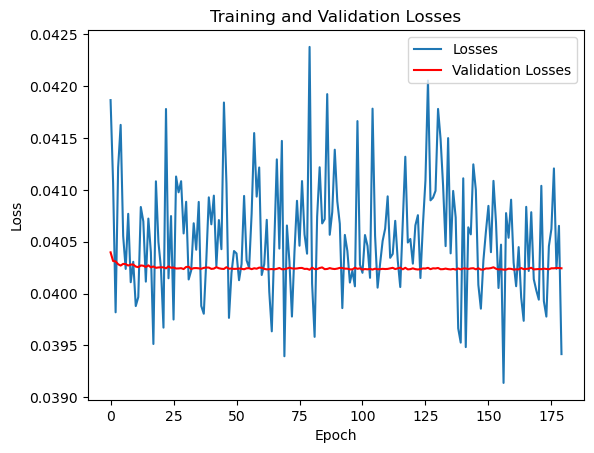 Training and Validation Losses
Losses
Validation Losses
0.0425
0.0420
0.0415
0.0410
0.0405
0.0400
0.0395
0.0390
Loss
0 25 50 75 100 125 150 175
Epoch